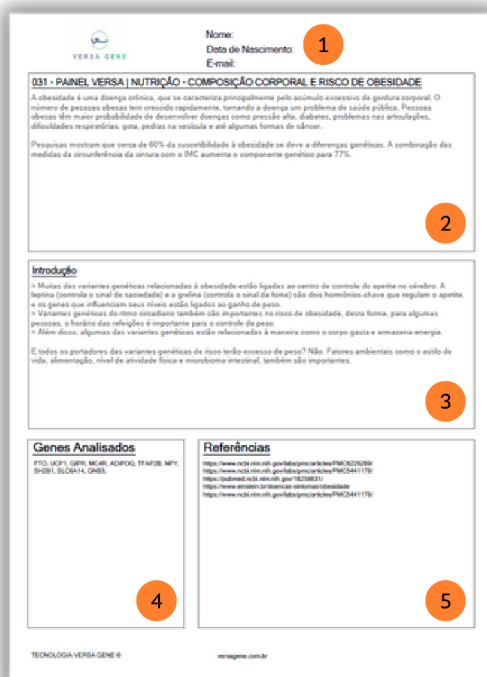 VERSA GENE
Nome:
Data de Nascimento:
E-mail:
1
031 - PAINEL VERSA | NUTRIÇÃO - COMPOSIÇÃO CORPORAL E RISCO DE OBESIDADE
A obesidade é uma doença crônica, que se caracteriza principalmente pelo acúmulo excessivo de gordura corporal. O
número de pessoas obesas tem crescido rapidamente, tornando a doença um problema de saúde pública. Pessoas
obesas têm maior probabilidade de desenvolver doenças como pressão alta, diabetes, problemas nas articulações,
dificuldades respiratórias, gota, pedras na vesícula e até algumas formas de câncer.
Pesquisas mostram que cerca de 60% da suscetibilidade à obesidade se deve a diferenças genéticas. A combinação das
medidas da circunferência da cintura com o IMC aumenta o componente genético para 77%.
2
Introdução
> Muitas das variantes genéticas relacionadas à obesidade estão ligadas ao centro de controle do apetite no cérebro. A
leptina (controla o sinal de saciedade) e a grelina (controla o sinal da fome) são dois hormônios-chave que regulam o apetite,
e os genes que influenciam seus níveis estão ligados ao ganho de peso.
> Variantes genéticas do ritmo circadiano também são importantes no risco de obesidade, desta forma, para algumas
pessoas, o horário das refeições é importante para o controle de peso.
> Além disso, algumas das variantes genéticas estão relacionadas à maneira como o corpo gasta e armazena energia.
E todos os portadores das variantes genéticas de risco terão excesso de peso? Não. Fatores ambientais como o estilo de
vida, alimentação, nível de atividade física e microbioma intestinal, também são importantes.
3
Genes Analisados
FTO, UCP1, GIPR, MC4R, ADIPOQ, TFAP2B, NPY,
SH2B1, SLC6A14, GNB3,
4
Referências
https://www.ncbi.nlm.nih.gov/labs/pmc/articles/PMC6226269/
https://www.ncbi.nlm.nih.gov/labs/pmc/articles/PMC5441176/
https://pubmed.ncbi.nlm.nih.gov/18258631/
https://www.einstein.br/doencas-sintomas/obesidade
https://www.ncbi.nlm.nih.gov/labs/pmc/articles/PMC5441176/
5
TECNOLOGIA VERSA GENE ®
versagene.com.br